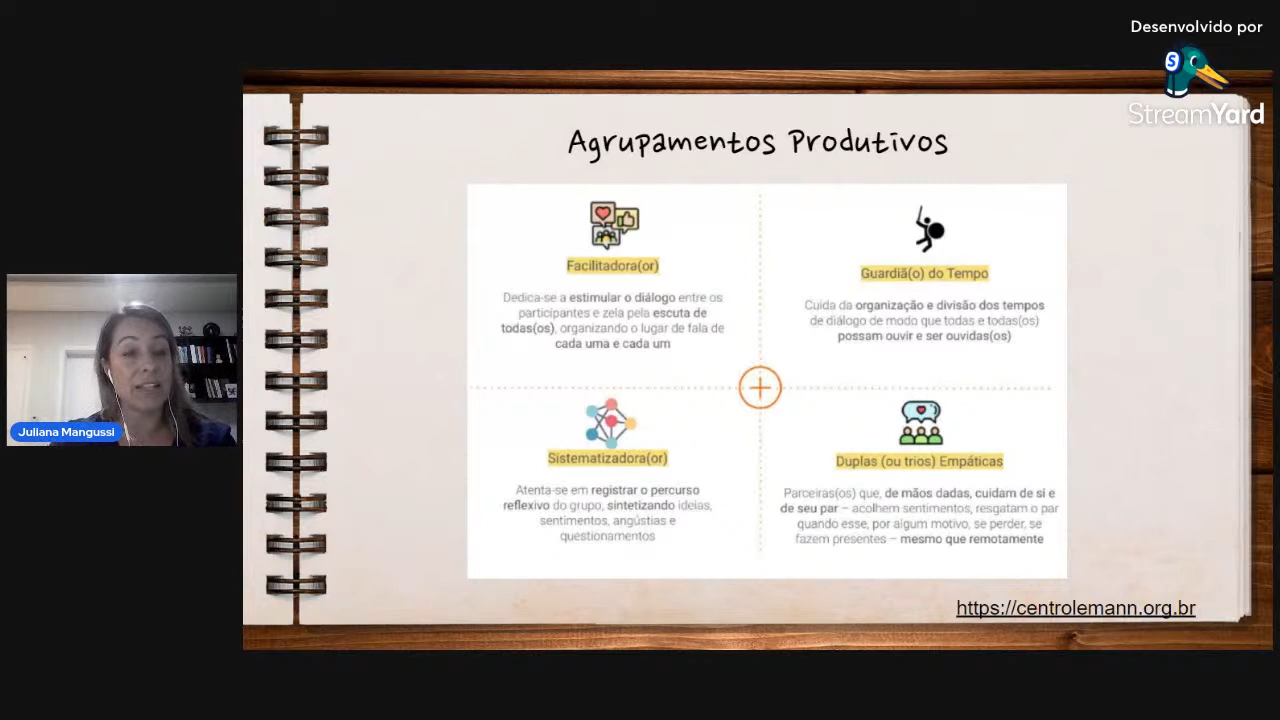 Desenvolvido por
StreamYard
Agrupamentos Produtivos
Facilitadora(or)
Dedica-se a estimular o diálogo entre os
participantes e zela pela escuta de
todas(os), organizando o lugar de fala de
cada uma e cada um
Guardiã(o) do Tempo
Cuida da organização e divisão dos tempos
de diálogo de modo que todas e todas(os)
possam ouvir e ser ouvidas(os)
Sistematizadora(or)
Atenta-se em registrar o percurso
reflexivo do grupo, sintetizando ideias,
sentimentos, angústias e
questionamentos
Duplas (ou trios) Empáticas
Parceiras(os) que, de mãos dadas, cuidam de si e
de seu par – acolhem sentimentos, resgatam o par
quando esse, por algum motivo, se perder, se
fazem presentes – mesmo que remotamente
Juliana Mangussi
https://centrolemann.org.br